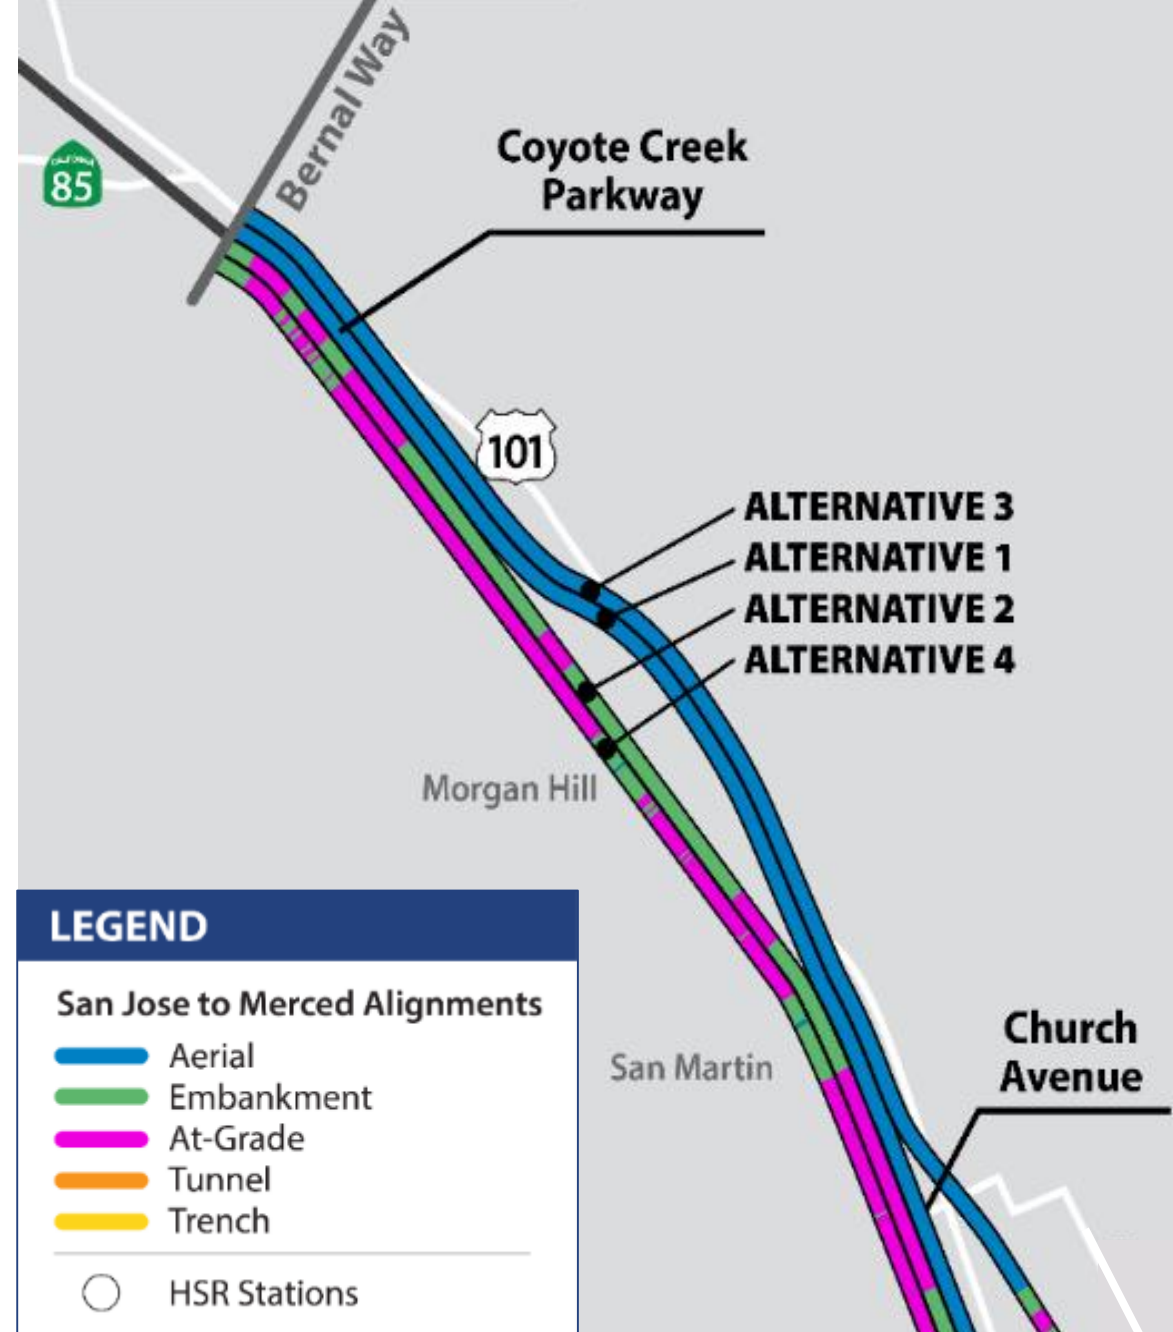 Bernal Way
85
Coyote Creek
Parkway
101
ALTERNATIVE 3
ALTERNATIVE 1
ALTERNATIVE 2
ALTERNATIVE 4
Morgan Hill
San Martin
Church
Avenue
LEGEND
San Jose to Merced Alignments
Aerial
Embankment
At-Grade
Tunnel
Trench
HSR Stations